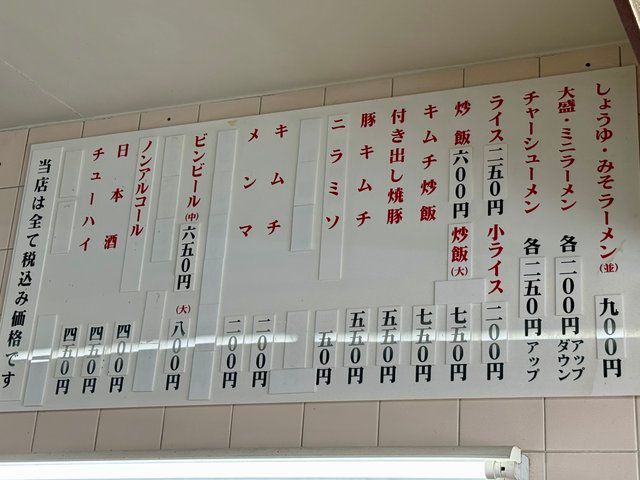 しょうゆ・みそラーメン(並) 九〇〇円
大盛・ミニラーメン 各二〇〇円アップダウン
チャーシューメン 各二五〇円アップ
ライス二五〇円 小ライス二〇〇円
炒飯六〇〇円 炒飯(大) 七五〇円
キムチ炒飯 七五〇円
付き出し焼豚 五五〇円
豚キムチ 五五〇円
ニラミソ 五〇円
キムチ 二〇〇円
メンマ 二〇〇円
ビンビール(中)六五〇円 (大)八〇〇円
ノンアルコール
日本酒 四〇〇円
チューハイ 四五〇円
四五〇円
当店は全て税込み価格です